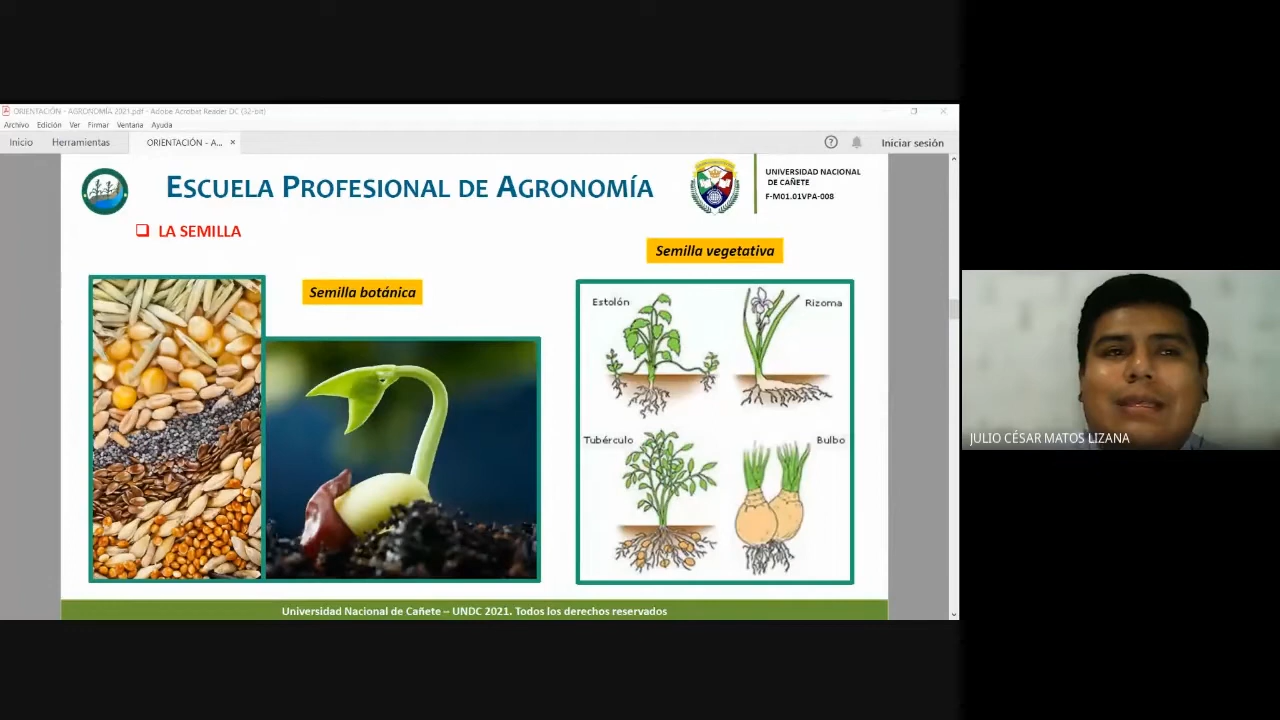 ORIENTACIÓN - AGRONOMÍA 2021.pdf - Adobe Acrobat Reader DC (32-bit)
Archivo Edición Ver Firmar Ventana Ayuda
Inicio Herramientas ORIENTACIÓN - A... × Iniciar sesión
ESCUELA PROFESIONAL DE AGRONOMÍA
UNIVERSIDAD NACIONAL
DE CAÑETE
F-M01.01VPA-008
LA SEMILLA
Semilla vegetativa
Semilla botánica
Estolón
Rizoma
Tubérculo
Bulbo
JULIO CÉSAR MATOS LIZANA
Universidad Nacional de Cañete – UNDC 2021. Todos los derechos reservados